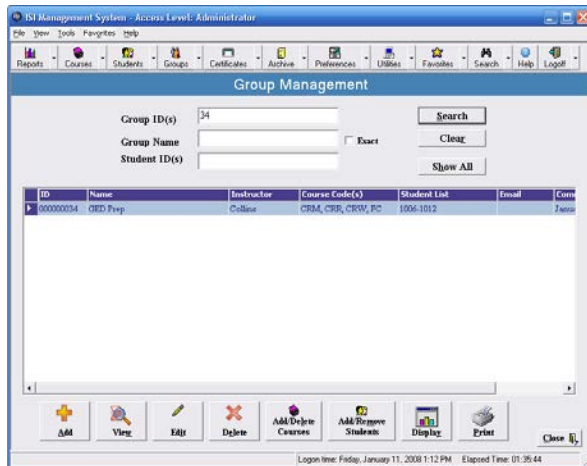 ISI Management System - Access Level: Administrator
File View Tools Favorites Help
Reports Courses Students Groups Certificates Archive Preferences Utilities Favorites Search Help Logoff
Group Management
Group ID(s) 34 Search
Group Name Exact Clear
Student ID(s) Show All
ID Name Instructor Course Code(s) Student List Email
000000034 GED Prep Collins CRM, CRR, CRW, FC 1006-1012
Add View Edit Delete Add/Delete Courses Add/Remove Students Display Print Close
Logon time: Friday, January 11, 2008 1:12 PM Elapsed Time: 01:35:44